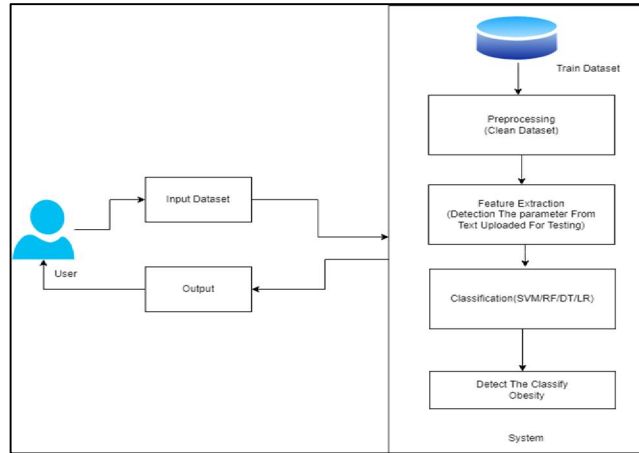 Train Dataset
Preprocessing
(Clean Dataset)
Feature Extraction
(Detection The parameter From
Text Uploaded For Testing)
Classification(SVM/RF/DT/LR)
Detect The Classify
Obesity
System
Input Dataset
Output
User